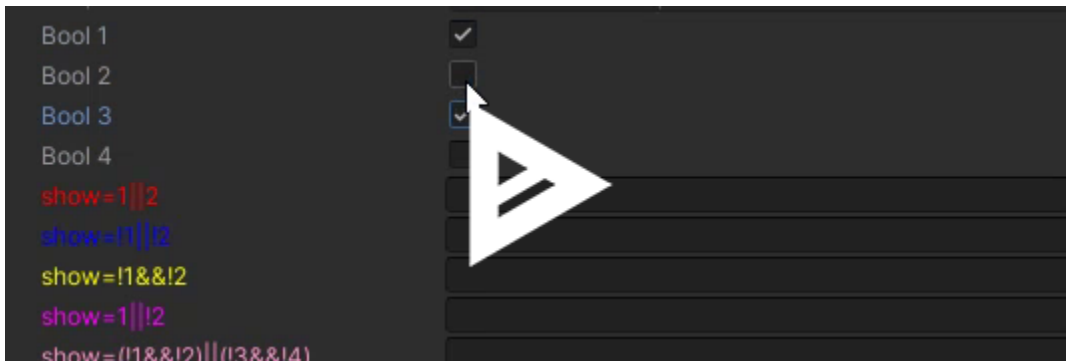 Bool 1
Bool 2
Bool 3
Bool 4
show=1||2
show=!1||!2
show=!1&&!2
show=1||!2
show=(!1&&!2)||(!3&&!4)